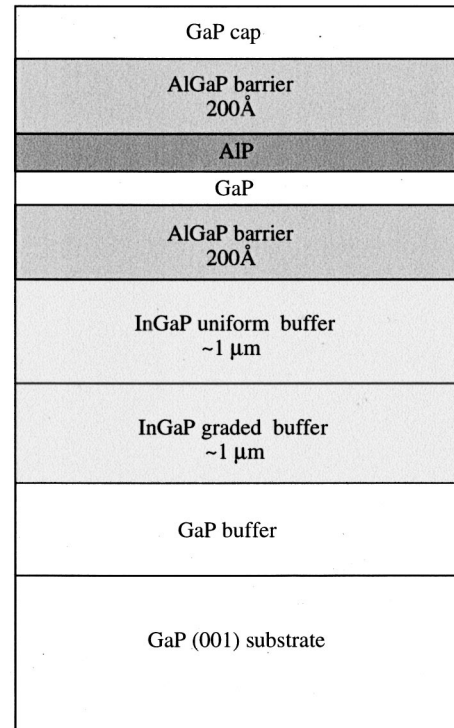 GaP cap
AlGaP barrier
200Å
AlP
GaP
AlGaP barrier
200Å
InGaP uniform buffer
~1 μm
InGaP graded buffer
~1 μm
GaP buffer
GaP (001) substrate